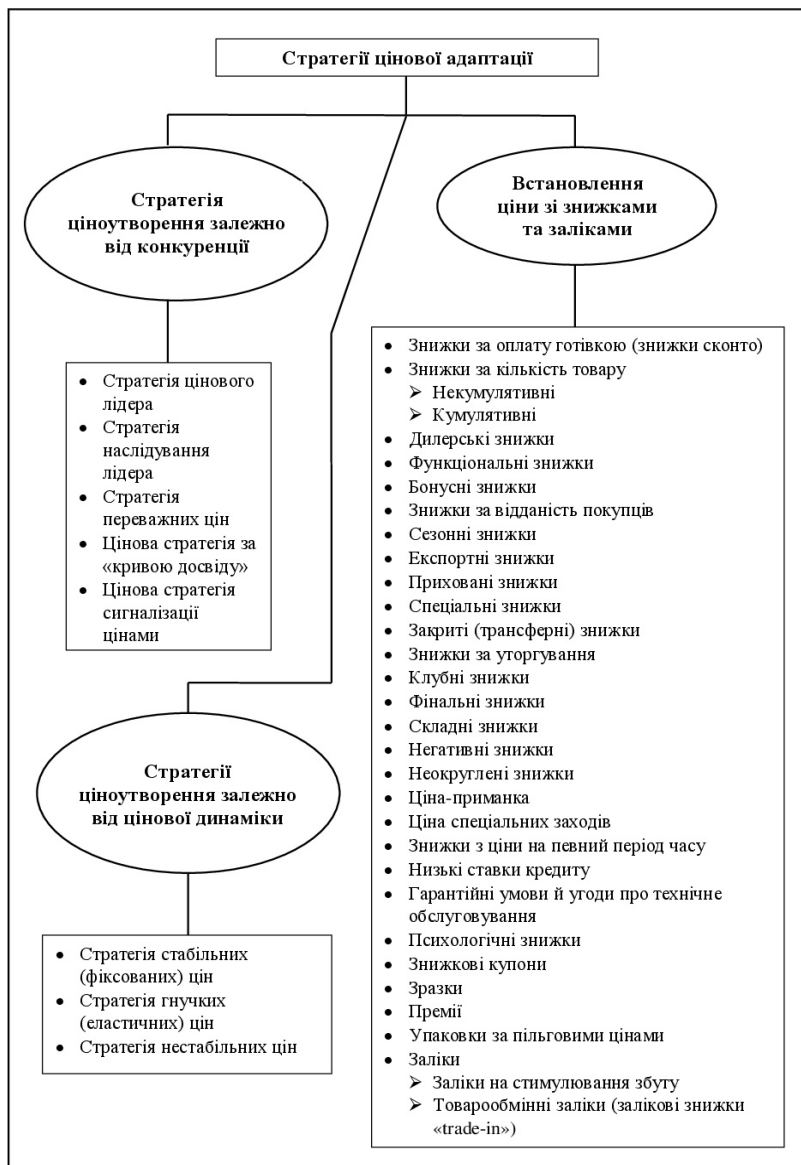 Стратегії цінової адаптації
Стратегія
ціноутворення залежно
від конкуренції
Встановлення
ціни зі знижками
та заліками
• Стратегія цінового
лідера
• Стратегія
наслідування
лідера
• Стратегія
переважних цін
• Цінова стратегія за
«кривою досвіду»
• Цінова стратегія
сигналізації
цінами
Стратегії
ціноутворення залежно
від цінової динаміки
• Стратегія стабільних
(фіксованих) цін
• Стратегія гнучких
(еластичних) цін
• Стратегія нестабільних цін
• Знижки за оплату готівкою (знижки сконто)
• Знижки за кількість товару
➢ Некумулятивні
➢ Кумулятивні
• Дилерські знижки
• Функціональні знижки
• Бонусні знижки
• Знижки за відданість покупців
• Сезонні знижки
• Експортні знижки
• Приховані знижки
• Спеціальні знижки
• Закриті (трансферні) знижки
• Знижки за уторгування
• Клубні знижки
• Фінальні знижки
• Складні знижки
• Негативні знижки
• Неокруглені знижки
• Ціна-приманка
• Ціна спеціальних заходів
• Знижки з ціни на певний період часу
• Низькі ставки кредиту
• Гарантійні умови й угоди про технічне
обслуговування
• Психологічні знижки
• Знижкові купони
• Зразки
• Премії
• Упаковки за пільговими цінами
• Заліки
➢ Заліки на стимулювання збуту
➢ Товарообмінні заліки (залікові знижки
«trade-in»)